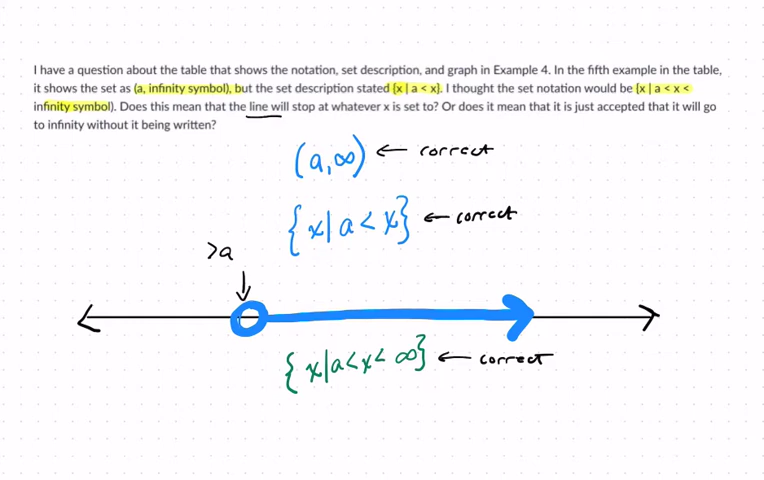 I have a question about the table that shows the notation, set description, and graph in Example 4. In the fifth example in the table,
it shows the set as (a, infinity symbol), but the set description stated {x | a < x}. I thought the set notation would be {x | a < x <
infinity symbol). Does this mean that the line will stop at whatever x is set to? Or does it mean that it is just accepted that it will go
to infinity without it being written?
(a,∞) ← correct
{x|a<x} ← correct
>a
{x|a<x<∞} ← correct